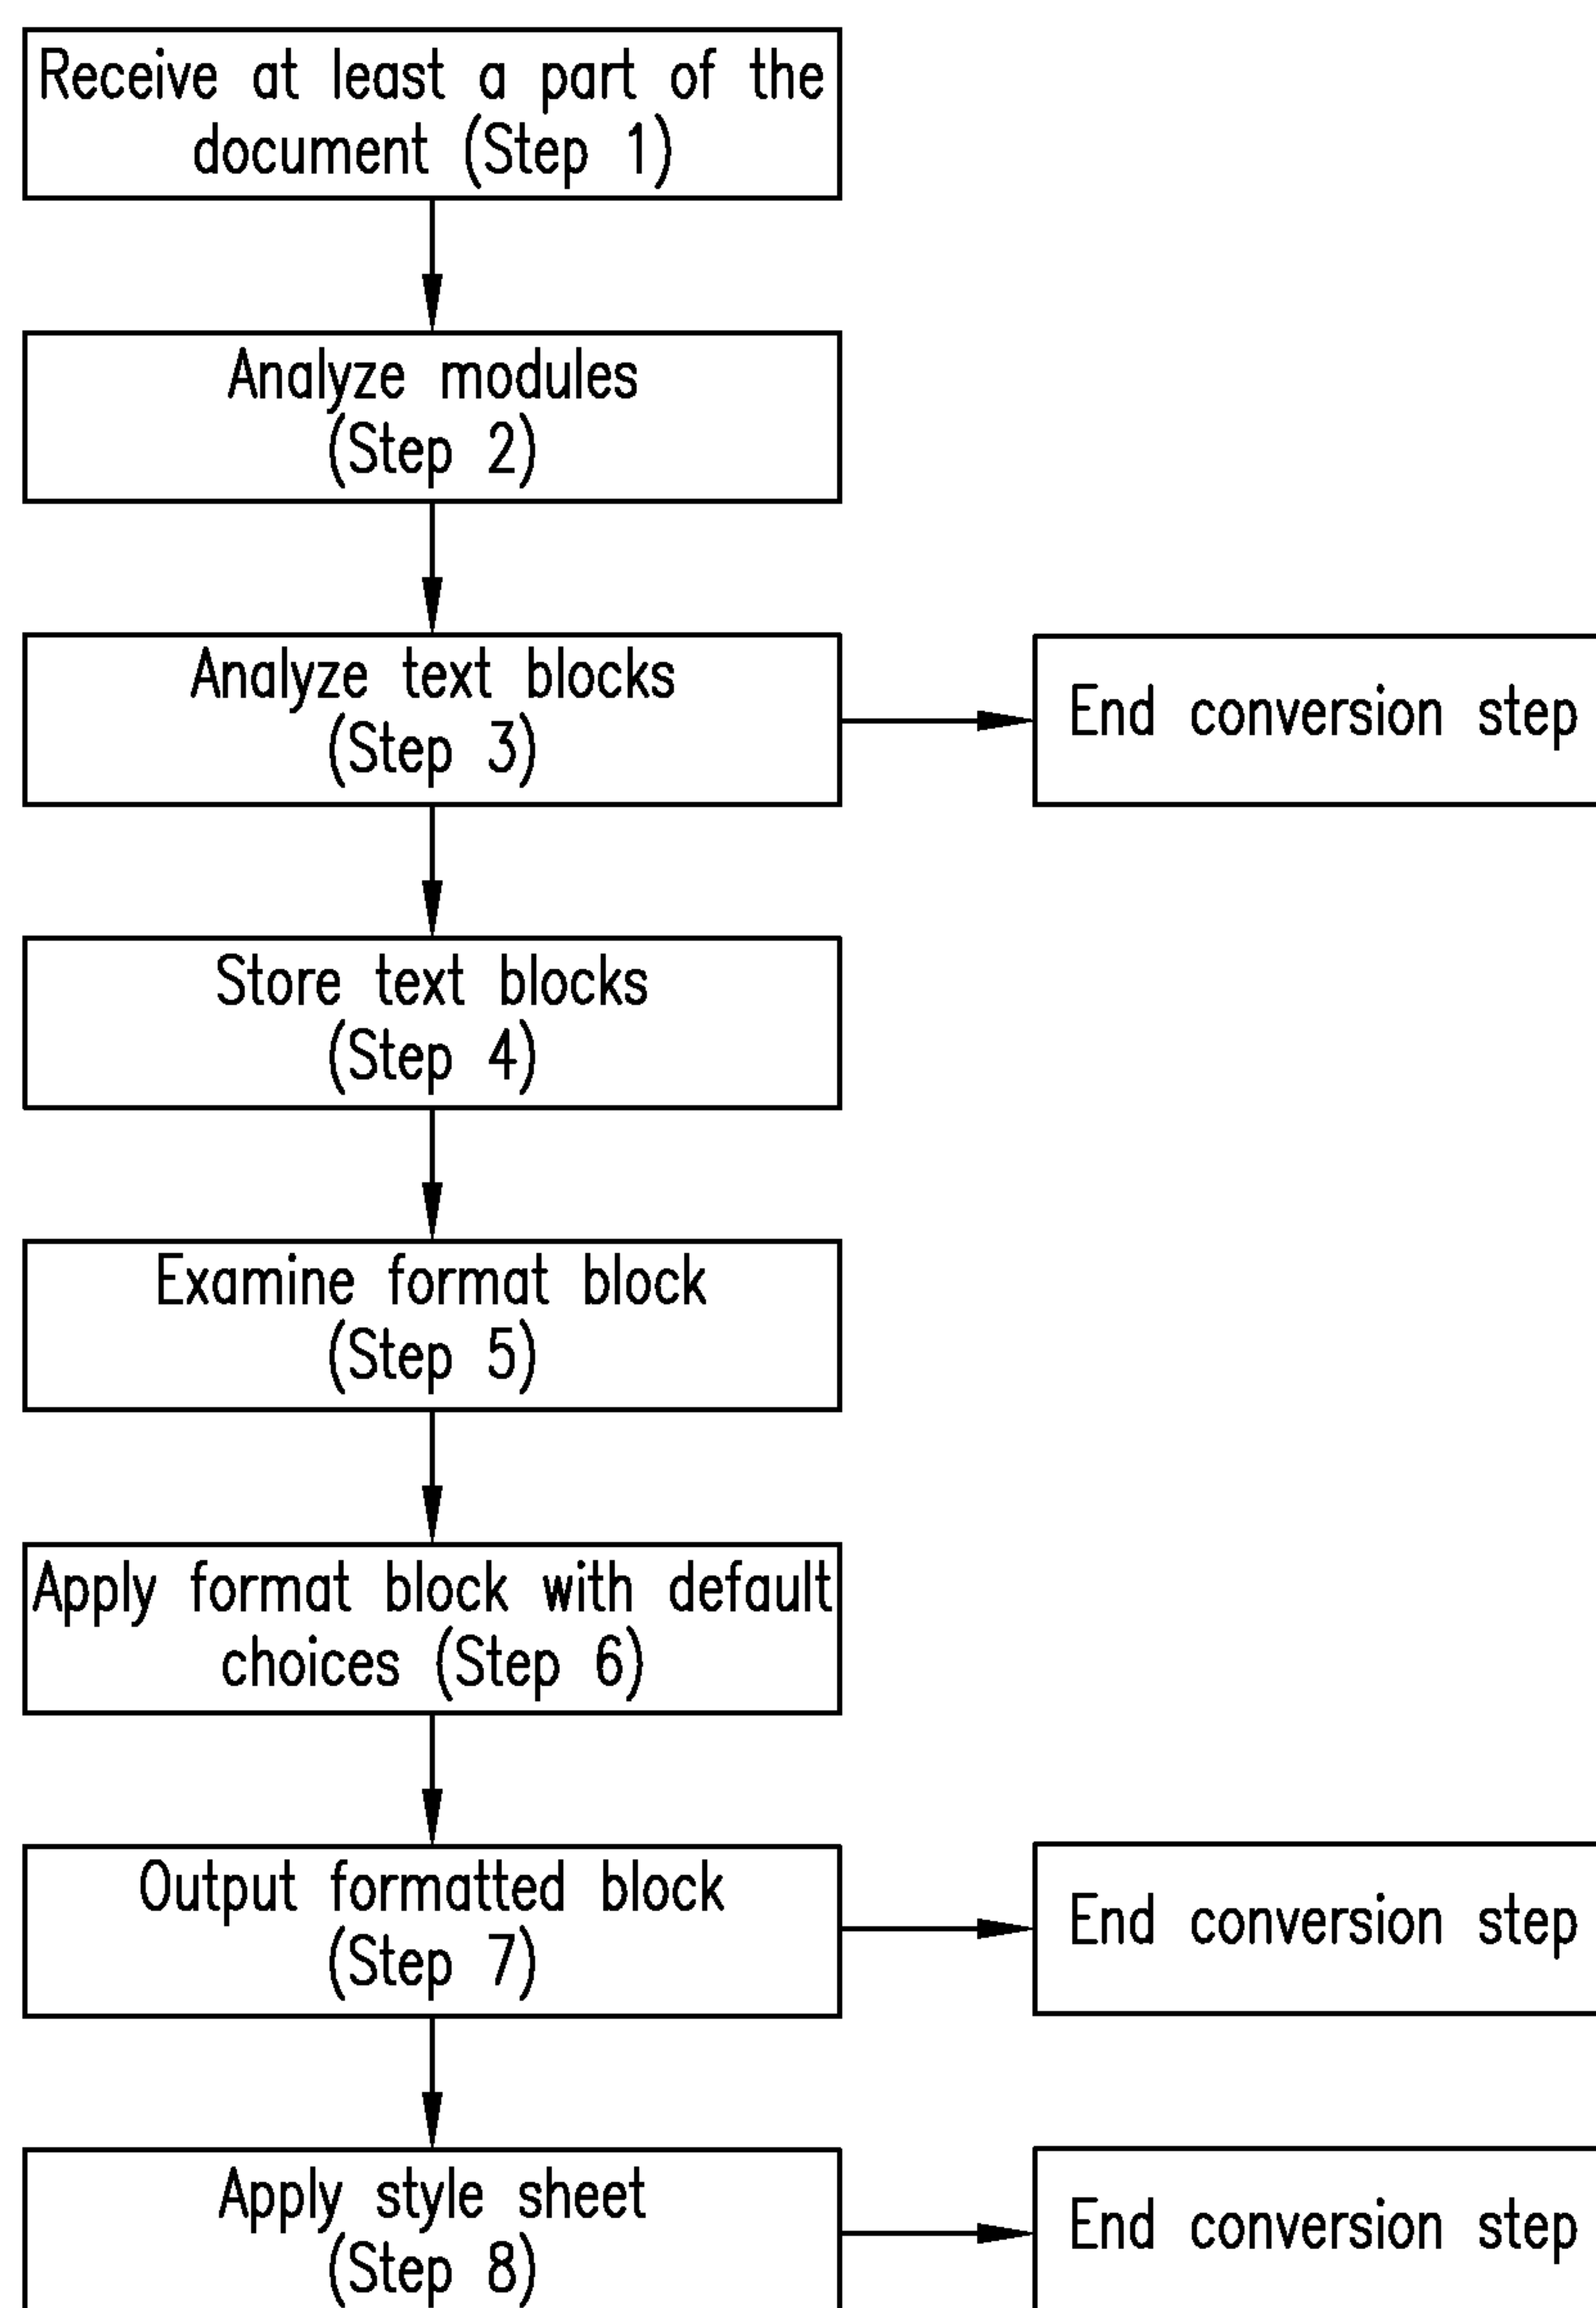 Receive at least a part of the
document (Step 1)
Analyze modules
(Step 2)
Analyze text blocks
(Step 3)
End conversion step
Store text blocks
(Step 4)
Examine format block
(Step 5)
Apply format block with default
choices (Step 6)
Output formatted block
(Step 7)
End conversion step
Apply style sheet
(Step 8)
End conversion step